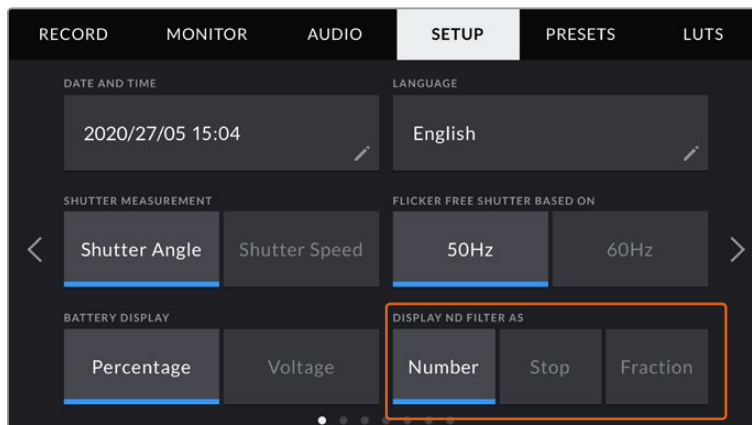 RECORD MONITOR AUDIO SETUP PRESETS LUTS
DATE AND TIME LANGUAGE
2020/27/05 15:04 English
SHUTTER MEASUREMENT FLICKER FREE SHUTTER BASED ON
Shutter Angle Shutter Speed 50Hz 60Hz
BATTERY DISPLAY DISPLAY ND FILTER AS
Percentage Voltage Number Stop Fraction